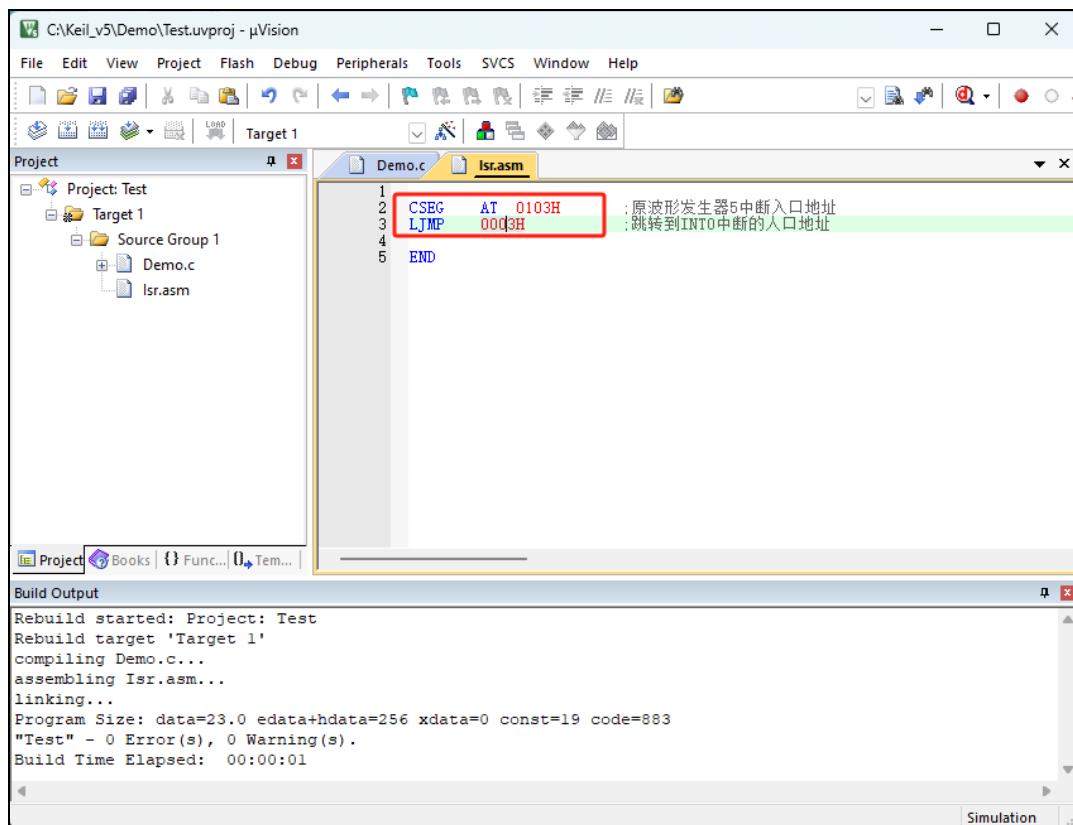 C:\Keil_v5\Demo\Test.uvproj - µVision
File Edit View Project Flash Debug Peripherals Tools SVCS Window Help
LOAD Target 1
Project
Demo.c Isr.asm
Project: Test
Target 1
Source Group 1
Demo.c
Isr.asm
1
2 CSEG AT 0103H ;原波形发生器5中断入口地址
3 LJMP 0003H ;跳转到INT0中断的人口地址
4
5 END
Project Books {} Func... Tem...
Build Output
Rebuild started: Project: Test
Rebuild target 'Target 1'
compiling Demo.c...
assembling Isr.asm...
linking...
Program Size: data=23.0 edata+hdata=256 xdata=0 const=19 code=883
"Test" - 0 Error(s), 0 Warning(s).
Build Time Elapsed: 00:00:01
Simulation